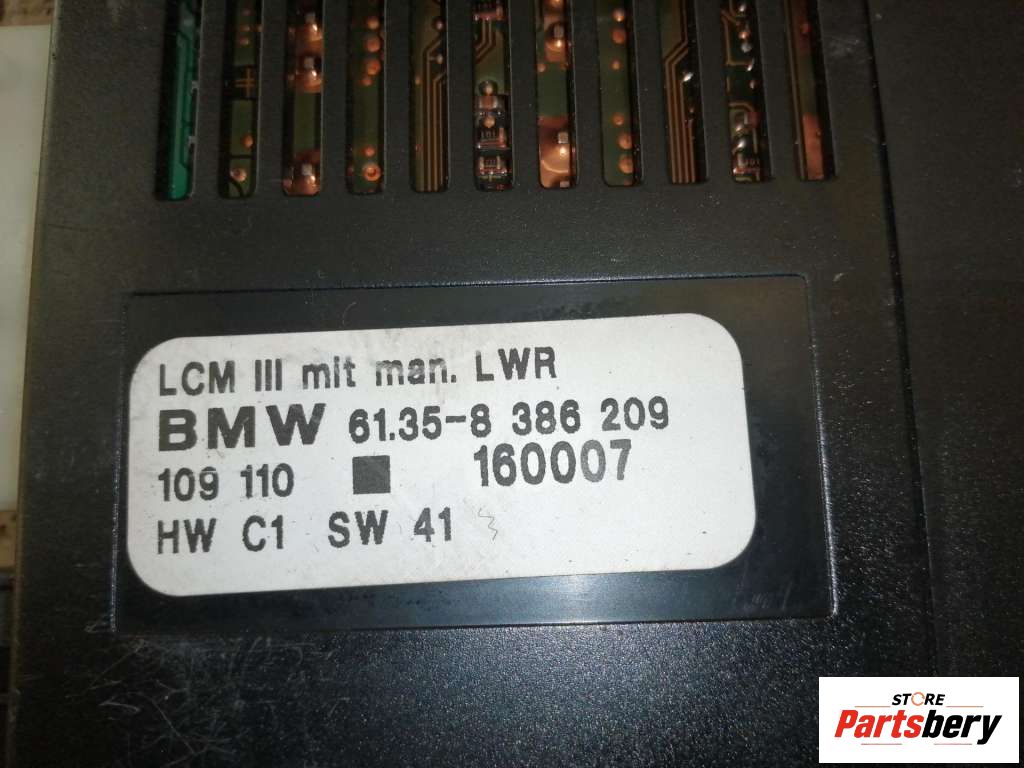 LCM III mit man. LWR
BMW 61.35-8 386 209
109 110 160007
HW C1 SW 41
STORE
Partsbery